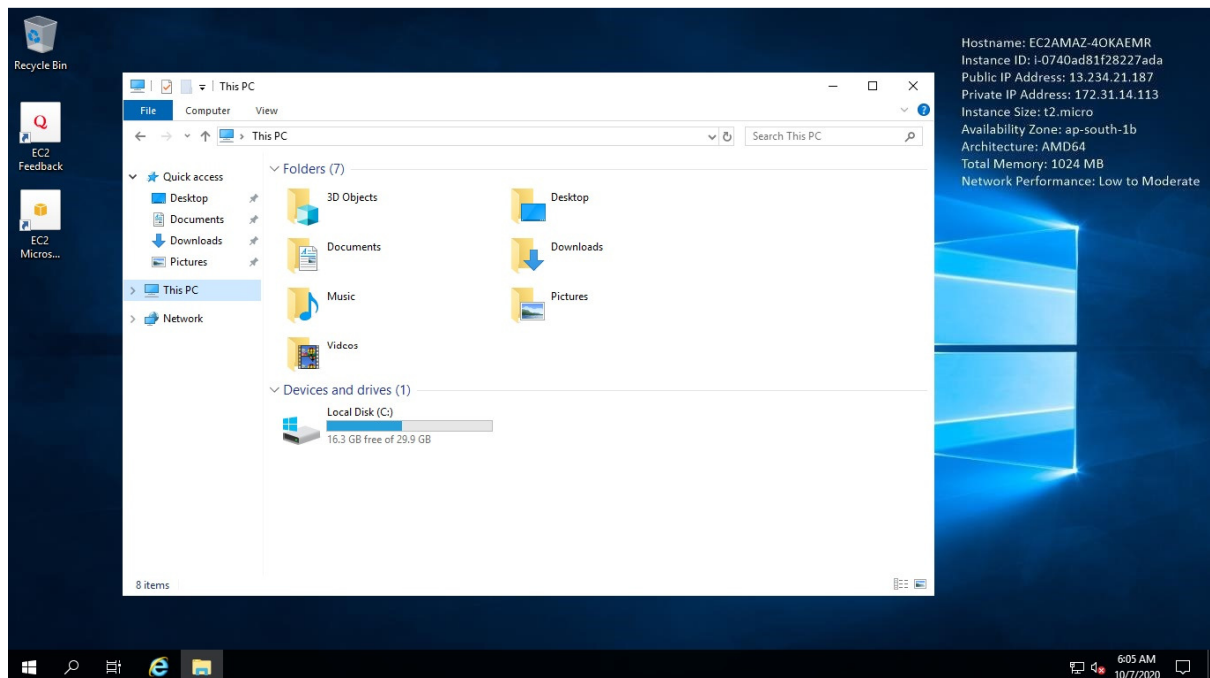 Recycle Bin
Q
EC2
Feedback
EC2
Micros...
Hostname: EC2AMAZ-4OKAEMR
Instance ID: i-0740ad81f28227ada
Public IP Address: 13.234.21.187
Private IP Address: 172.31.14.113
Instance Size: t2.micro
Availability Zone: ap-south-1b
Architecture: AMD64
Total Memory: 1024 MB
Network Performance: Low to Moderate
This PC
File Computer View
This PC
Search This PC
Quick access
Desktop
Documents
Downloads
Pictures
This PC
Network
Folders (7)
3D Objects
Desktop
Documents
Downloads
Music
Pictures
Videos
Devices and drives (1)
Local Disk (C:)
16.3 GB free of 29.9 GB
8 items
6:05 AM
10/7/2020